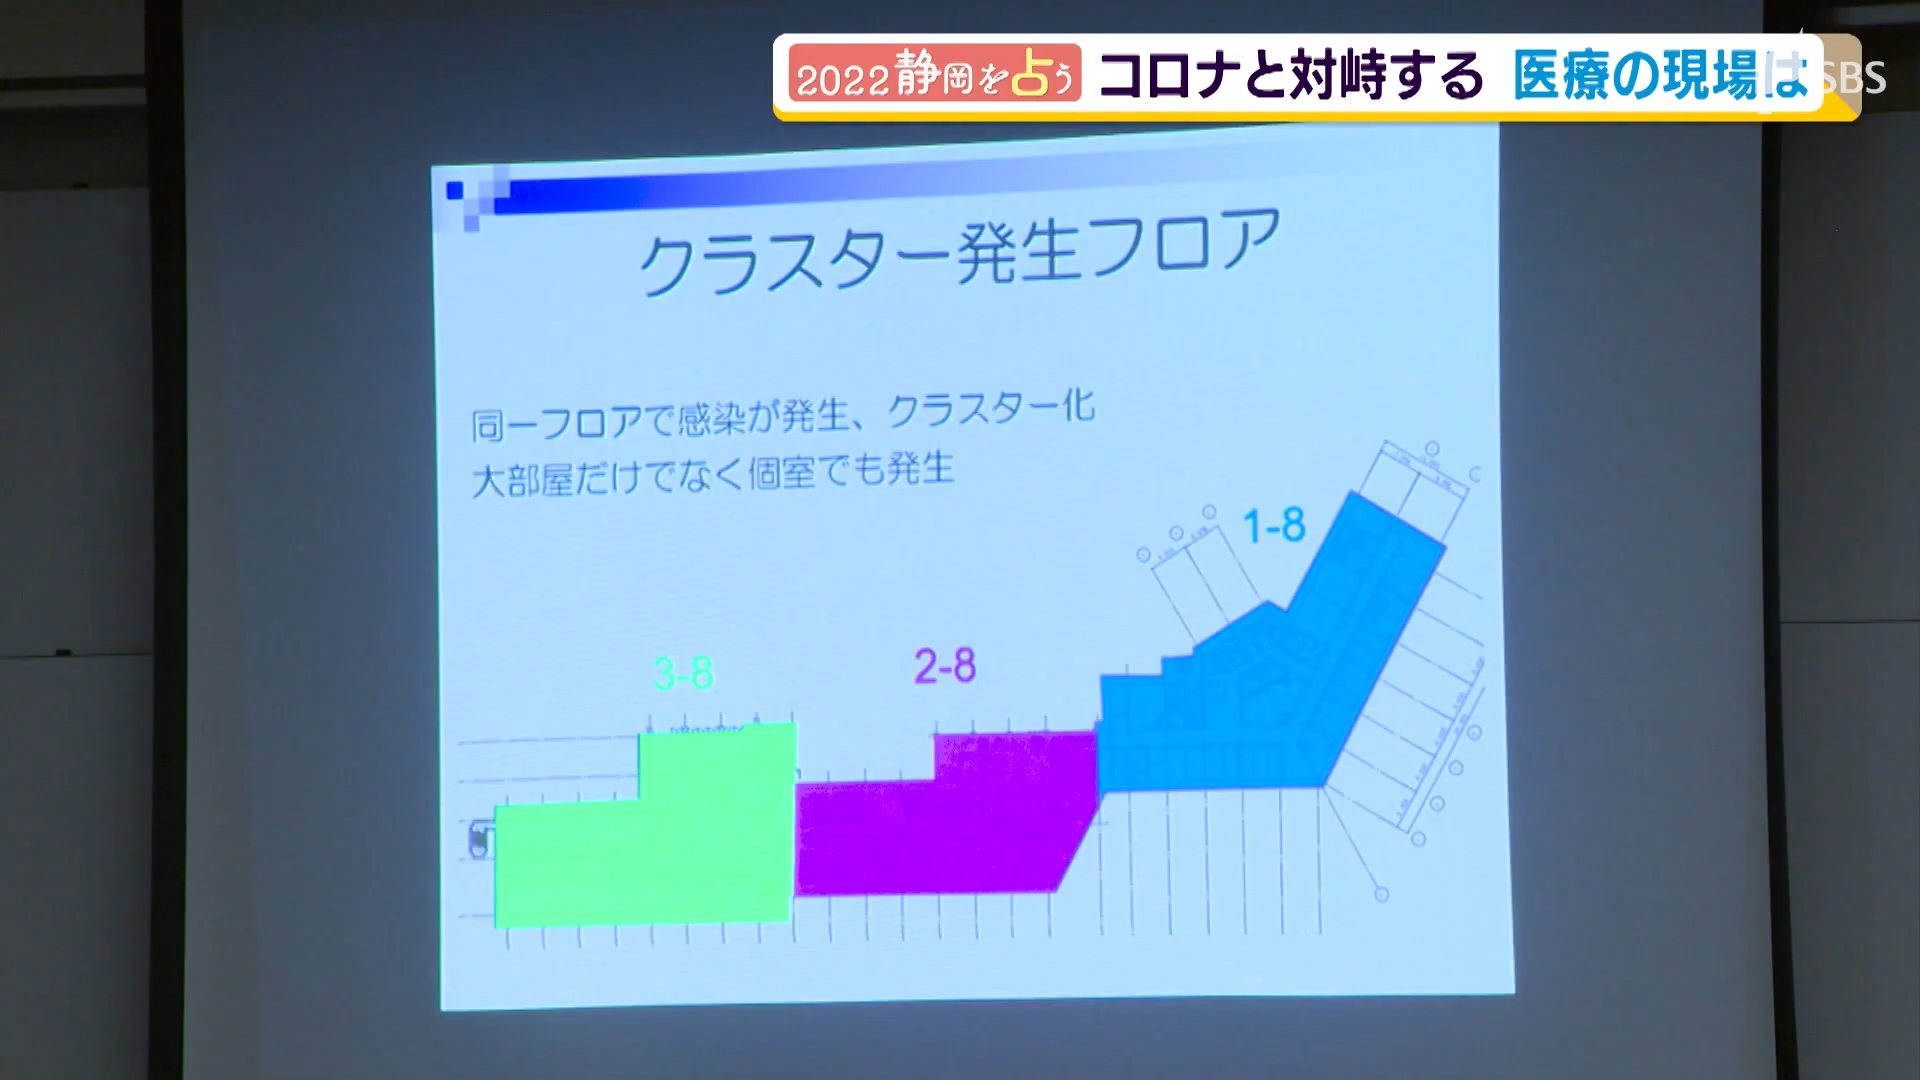 2022静岡を占う コロナと対峙する 医療の現場は
SBS
クラスター発生フロア
同一フロアで感染が発生、クラスター化
大部屋だけでなく個室でも発生
1-8
3-8
2-8